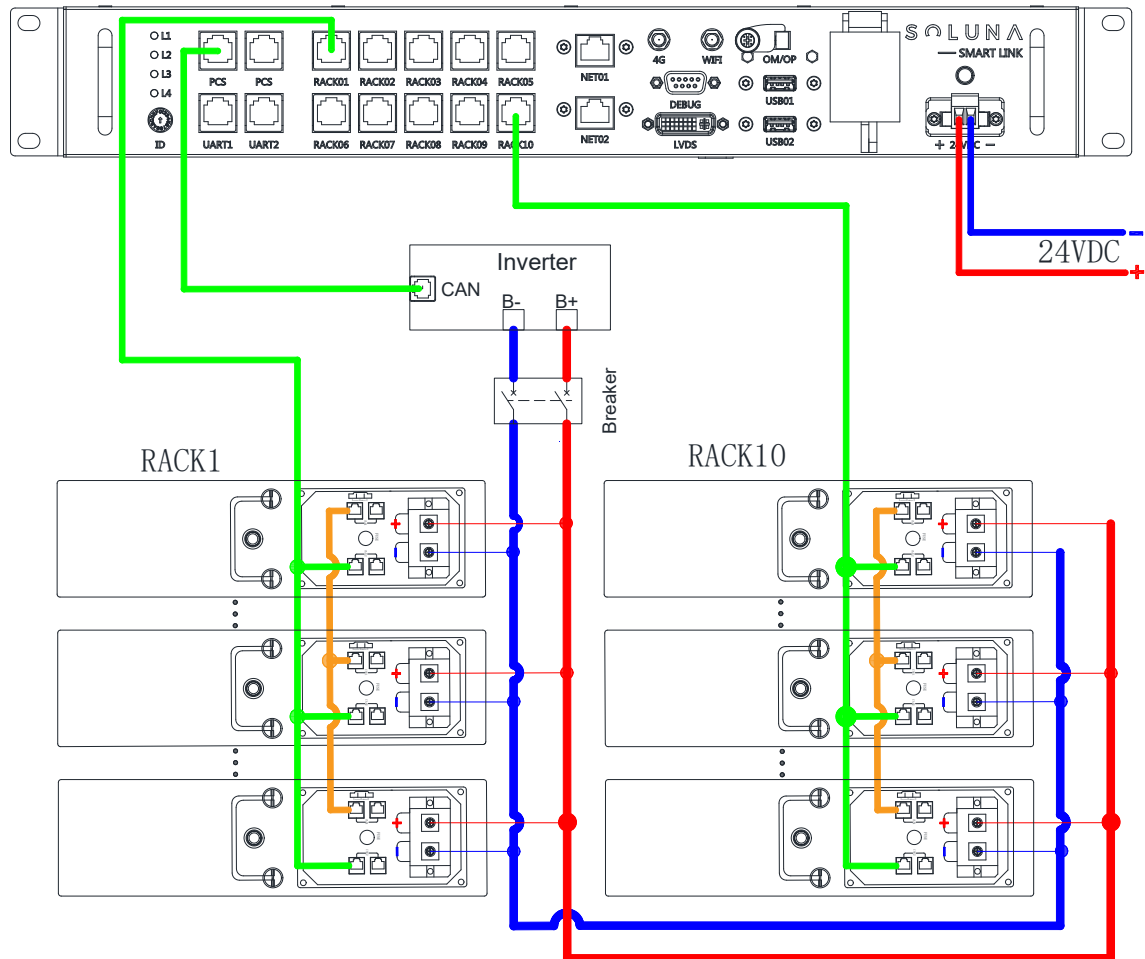 SOLUNA
SMART LINK
L1
L2
L3
L4
ID
PCS PCS
RACK01 RACK02 RACK03 RACK04 RACK05
UART1 UART2
RACK06 RACK07 RACK08 RACK09 RACK10
NET01
NET02
4G WIFI OM/OP
DEBUG
LVDS
USB01
USB02
+ 24VDC −
−
24VDC
+
Inverter
CAN
B- B+
Breaker
RACK1
RACK10
+
+
+
+
+
+